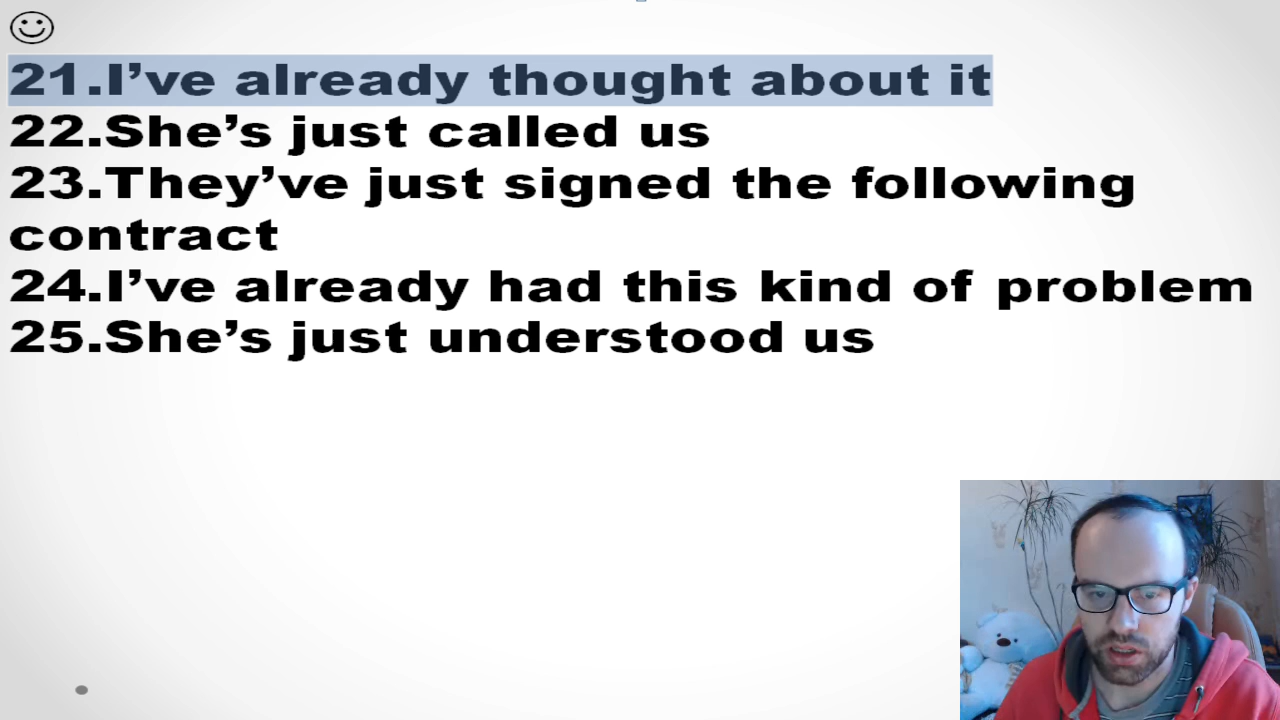 21.I’ve already thought about it
22.She’s just called us
23.They’ve just signed the following
contract
24.I’ve already had this kind of problem
25.She’s just understood us